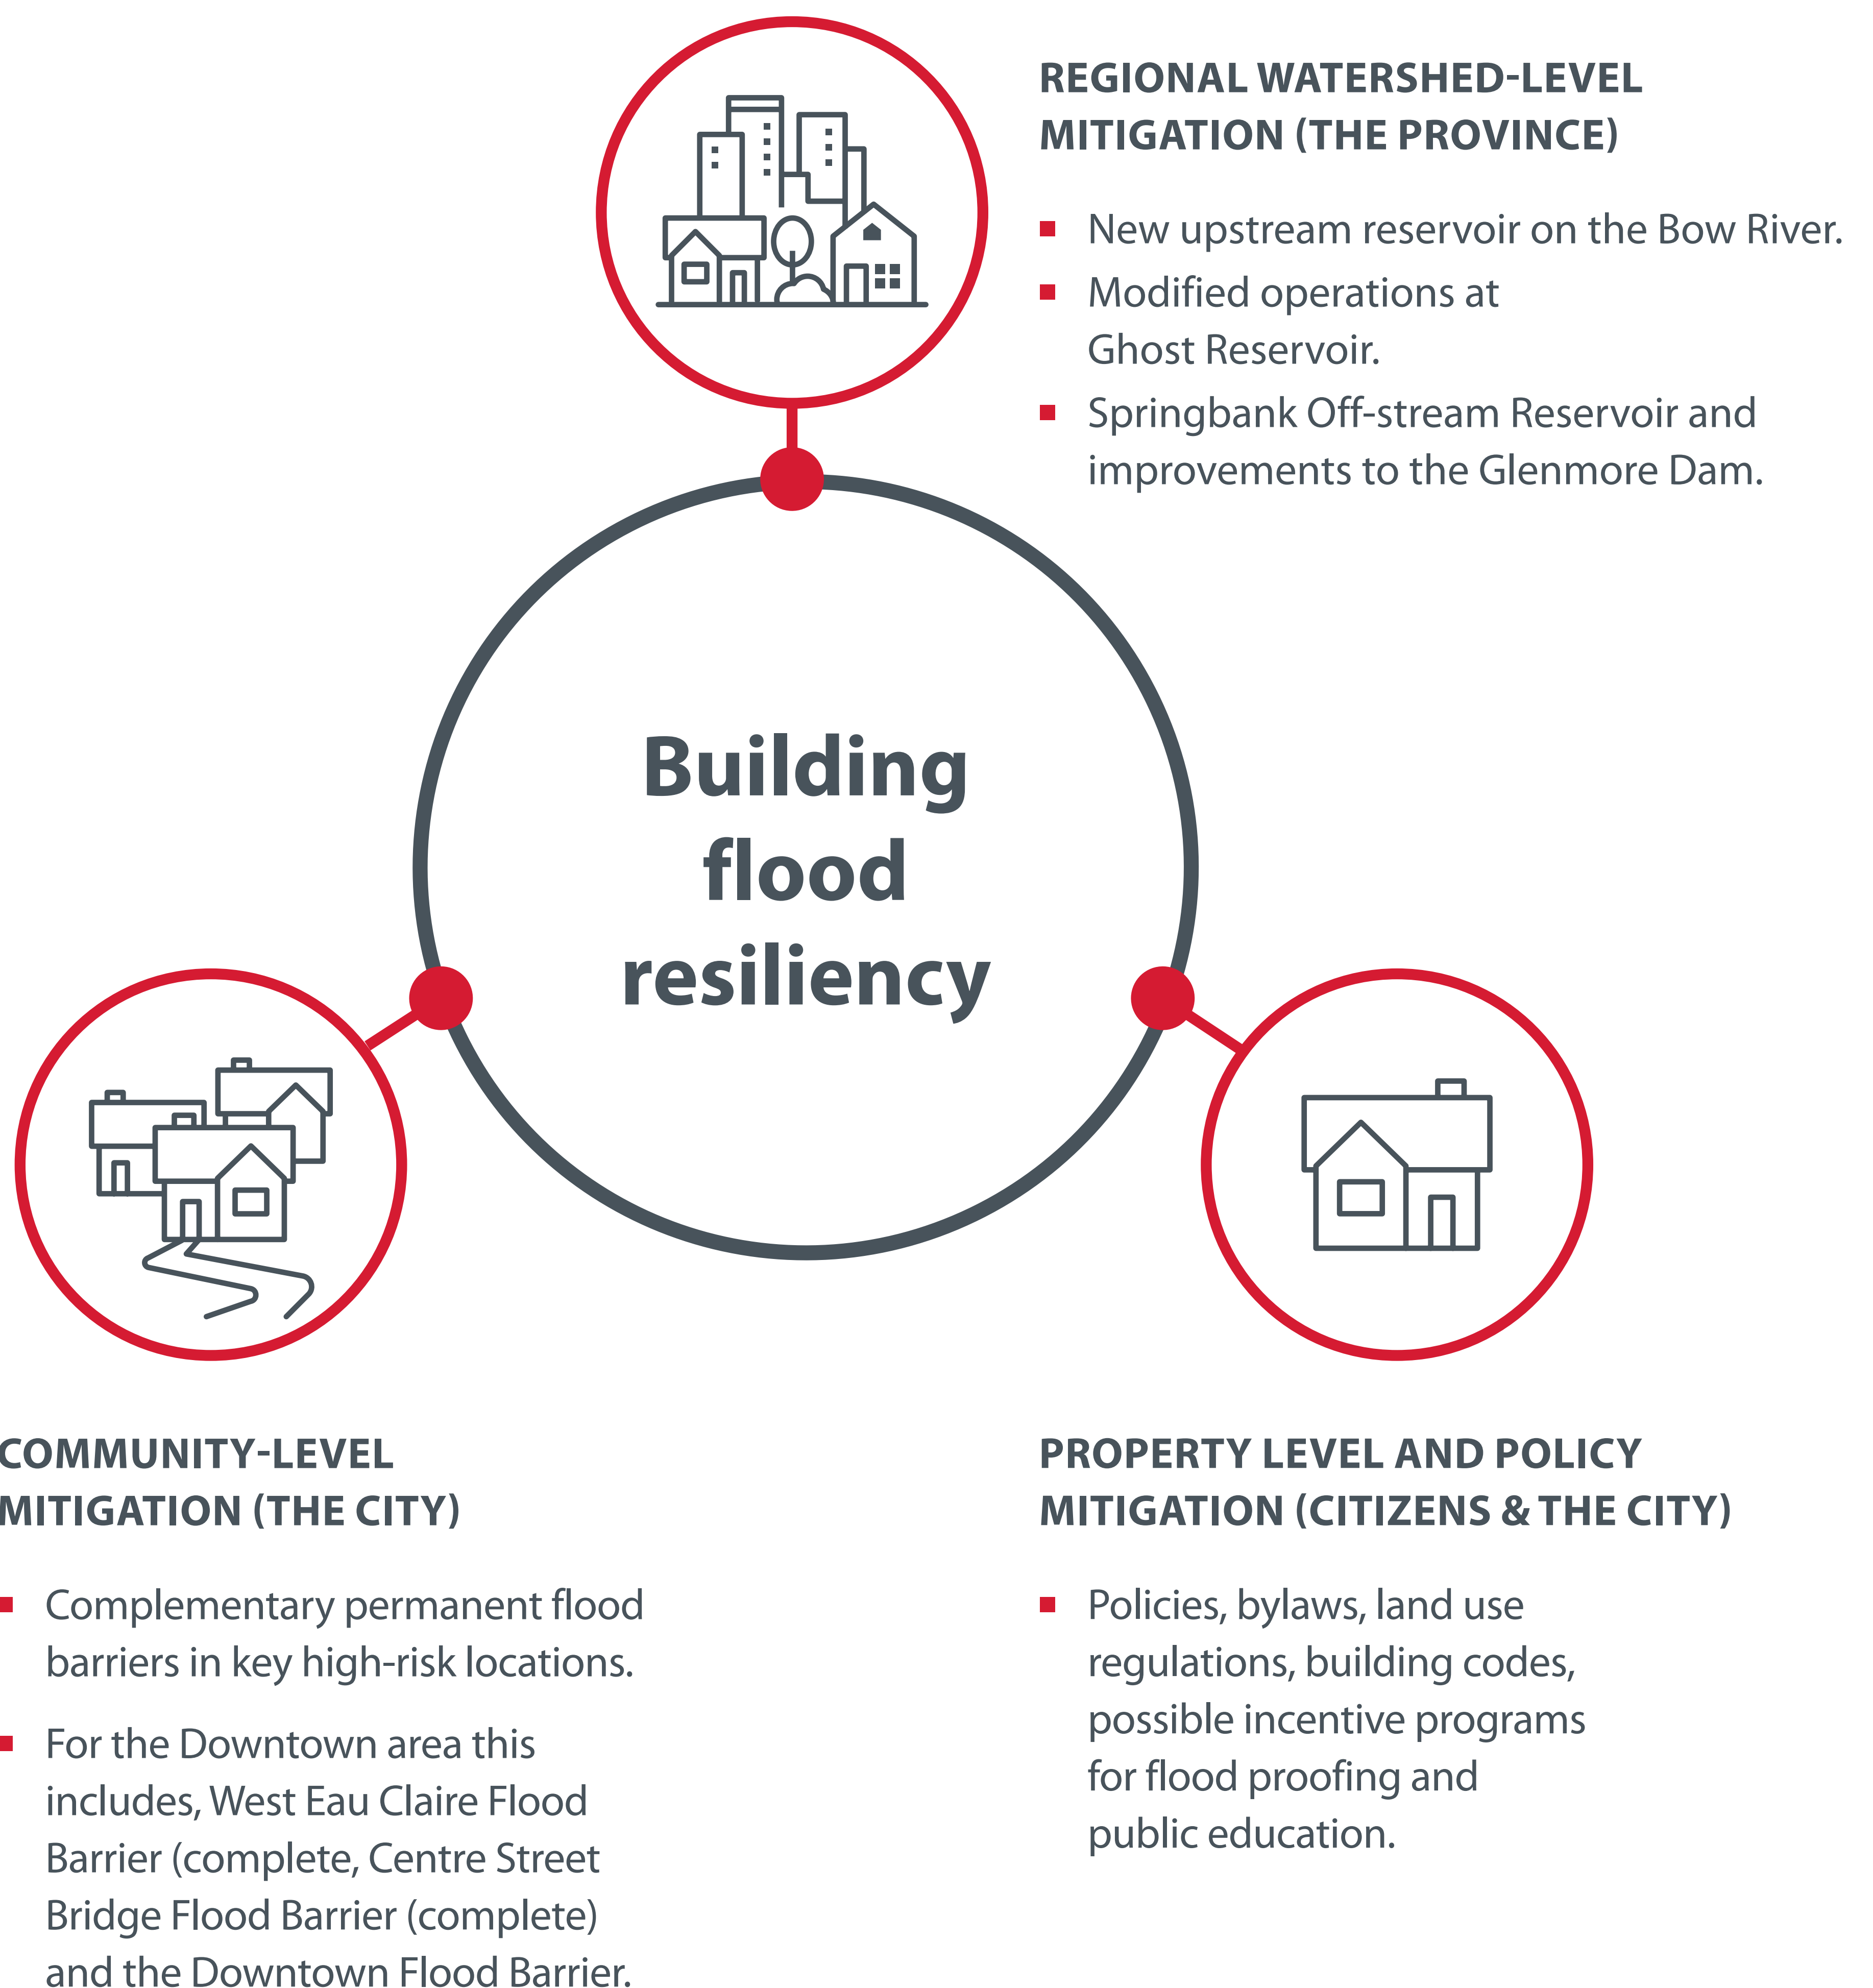 REGIONAL WATERSHED-LEVEL
MITIGATION (THE PROVINCE)
New upstream reservoir on the Bow River.
Modified operations at
Ghost Reservoir.
Springbank Off-stream Reservoir and
improvements to the Glenmore Dam.
Building
flood
resiliency
COMMUNITY-LEVEL
MITIGATION (THE CITY)
Complementary permanent flood
barriers in key high-risk locations.
For the Downtown area this
includes, West Eau Claire Flood
Barrier (complete, Centre Street
Bridge Flood Barrier (complete)
and the Downtown Flood Barrier.
PROPERTY LEVEL AND POLICY
MITIGATION (CITIZENS & THE CITY)
Policies, bylaws, land use
regulations, building codes,
possible incentive programs
for flood proofing and
public education.